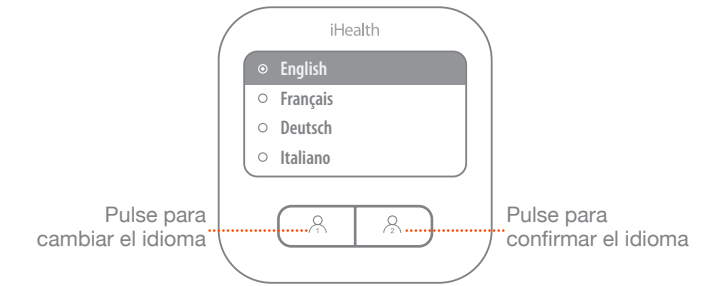 iHealth
English
Français
Deutsch
Italiano
Pulse para
cambiar el idioma
1
2
Pulse para
confirmar el idioma